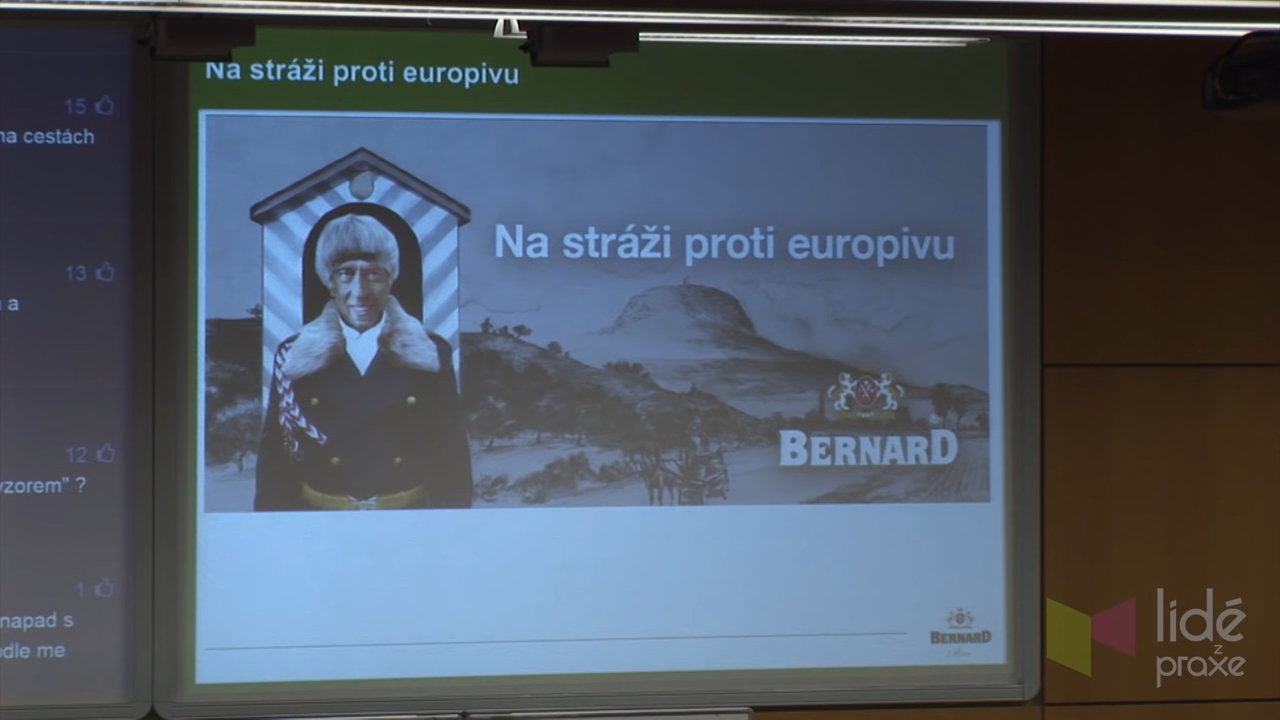 Na stráži proti europivu
15
na cestách
13
a
12
vzorem" ?
1
napad s
odle me
Na stráži proti europivu
BERNARD
BERNARD
lidé
z
praxe